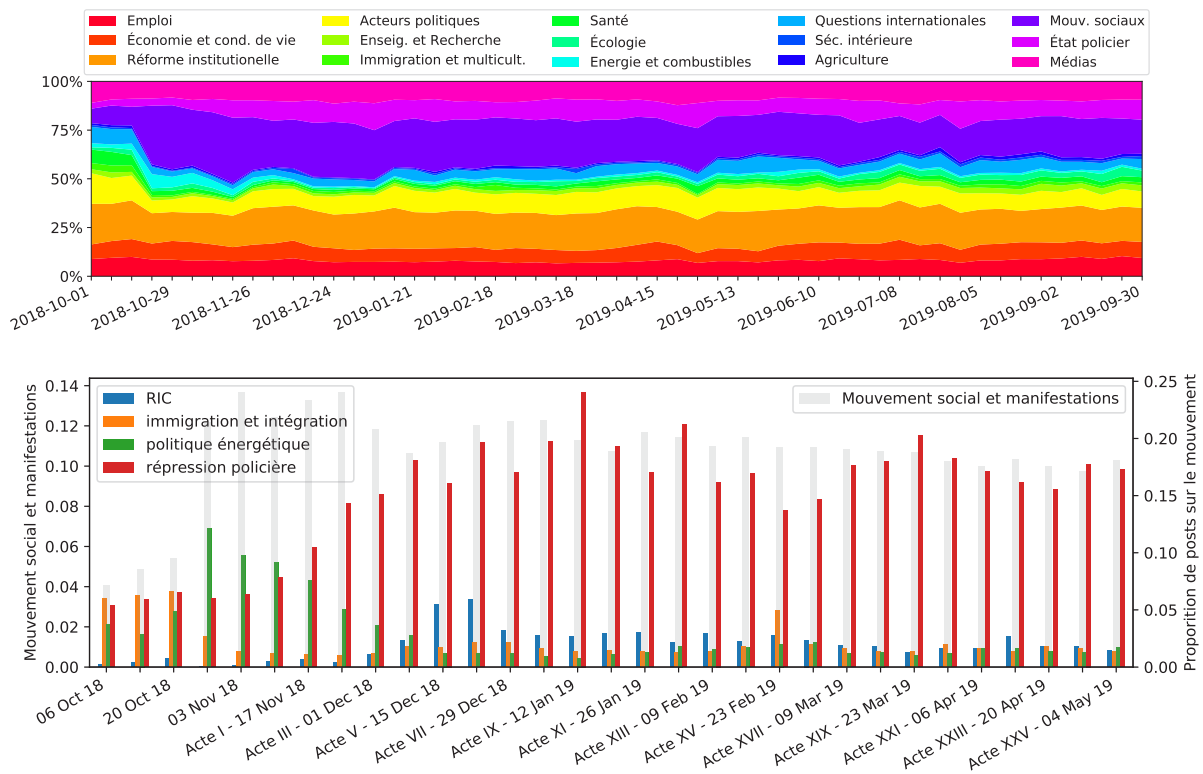 Emploi Acteurs politiques Santé Questions internationales Mouv. sociaux
Économie et cond. de vie Enseig. et Recherche Écologie Séc. intérieure État policier
Réforme institutionelle Immigration et multicult. Energie et combustibles Agriculture Médias
100%
75%
50%
25%
0%
2018-10-01 2018-10-29 2018-11-26 2018-12-24 2019-01-21 2019-02-18 2019-03-18 2019-04-15 2019-05-13 2019-06-10 2019-07-08 2019-08-05 2019-09-02 2019-09-30
Mouvement social et manifestations
0.14
0.12
0.10
0.08
0.06
0.04
0.02
0.00
RIC
immigration et intégration
politique énergétique
répression policière
Mouvement social et manifestations
0.25
0.20
0.15
0.10
0.05
0.00
Proportion de posts sur le mouvement
06 Oct 18 20 Oct 18 03 Nov 18 Acte I - 17 Nov 18 Acte III - 01 Dec 18 Acte V - 15 Dec 18 Acte VII - 29 Dec 18 Acte IX - 12 Jan 19 Acte XI - 26 Jan 19 Acte XIII - 09 Feb 19 Acte XV - 23 Feb 19 Acte XVII - 09 Mar 19 Acte XIX - 23 Mar 19 Acte XXI - 06 Apr 19 Acte XXIII - 20 Apr 19 Acte XXV - 04 May 19